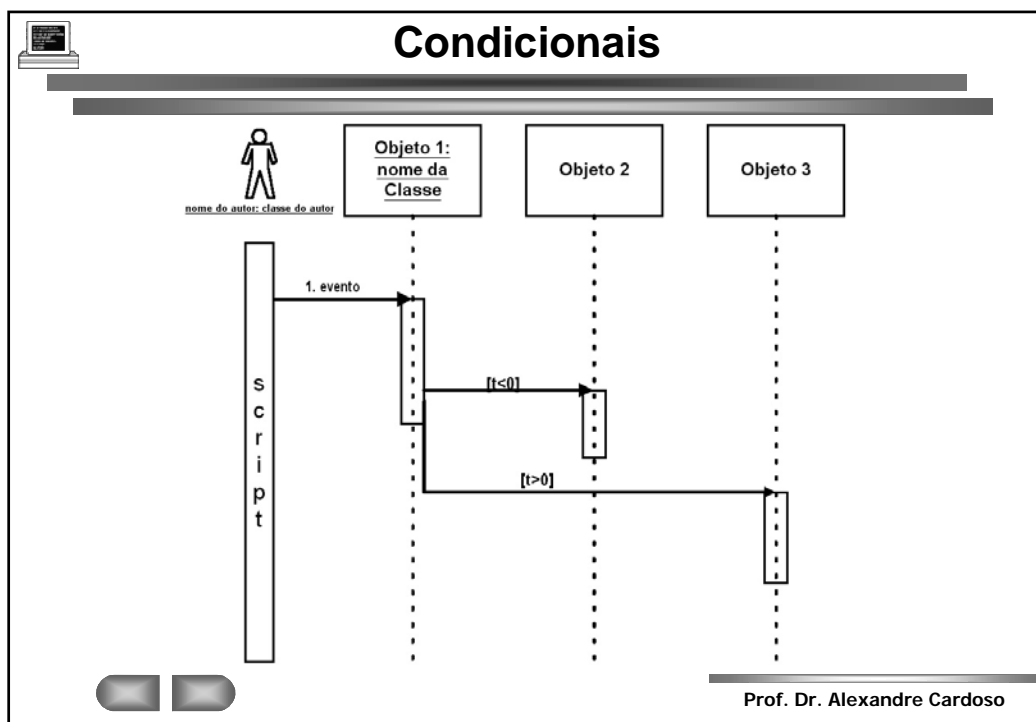 Condicionais
Objeto 1:
nome da
Classe
Objeto 2
Objeto 3
nome do autor: classe do autor
1. evento
script
[t<0]
[t>0]
Prof. Dr. Alexandre Cardoso